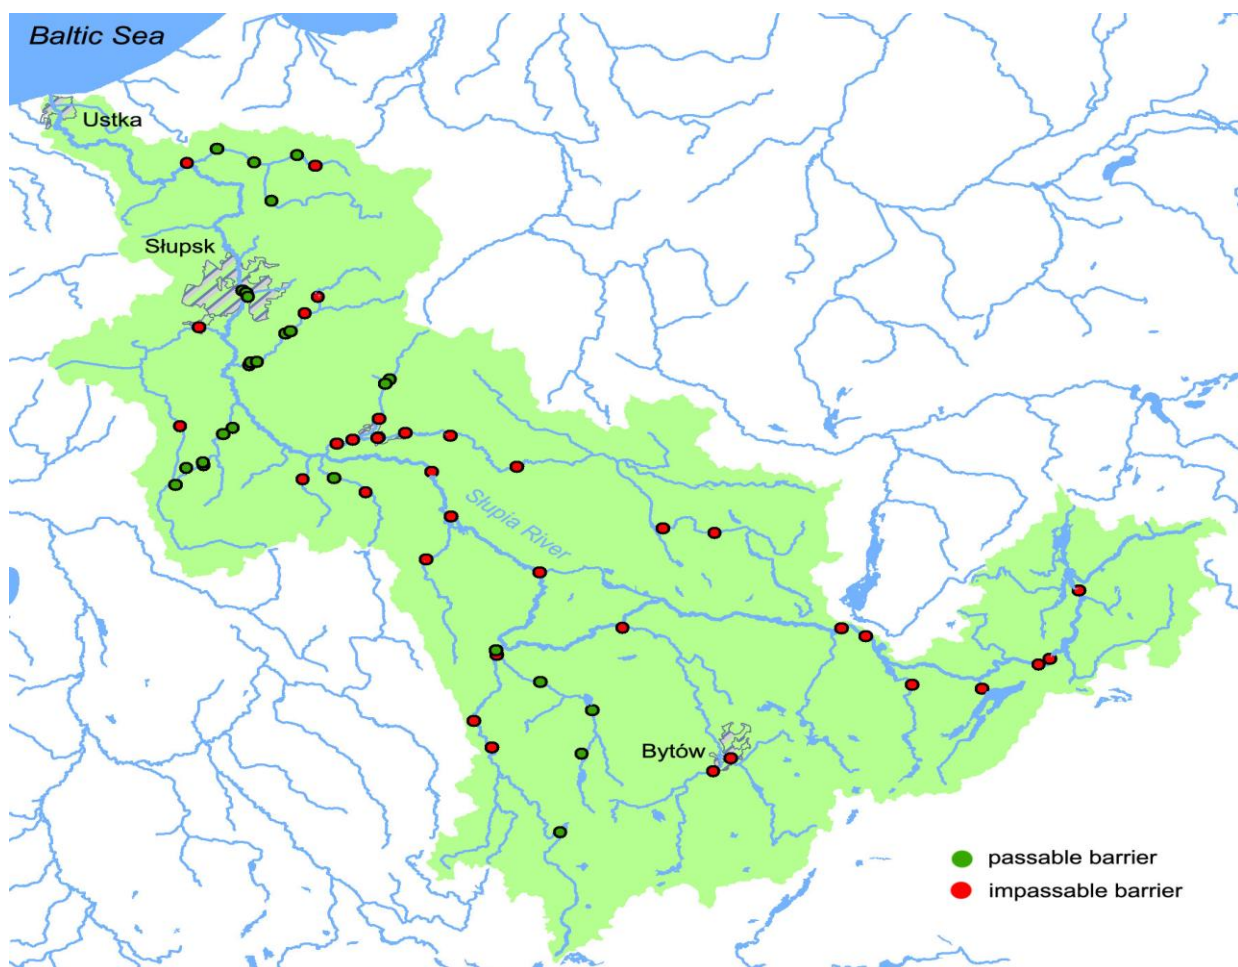 Baltic Sea
Ustka
Słupsk
Słupia River
Bytów
passable barrier
impassable barrier